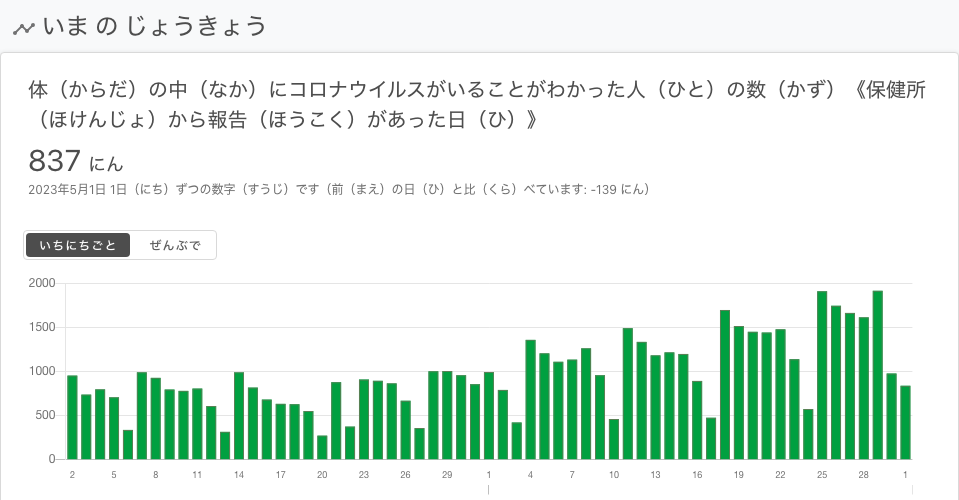 いま の じょうきょう
体（からだ）の中（なか）にコロナウイルスがいることがわかった人（ひと）の数（かず）《保健所
（ほけんじょ）から報告（ほうこく）があった日（ひ）》
837 にん
2023年5月1日 1日（にち）ずつの数字（すうじ）です（前（まえ）の日（ひ）と比（くら）べています: -139 にん）
いちにちごと ぜんぶで
2000
1500
1000
500
0
2 5 8 11 14 17 20 23 26 29 1 4 7 10 13 16 19 22 25 28 1